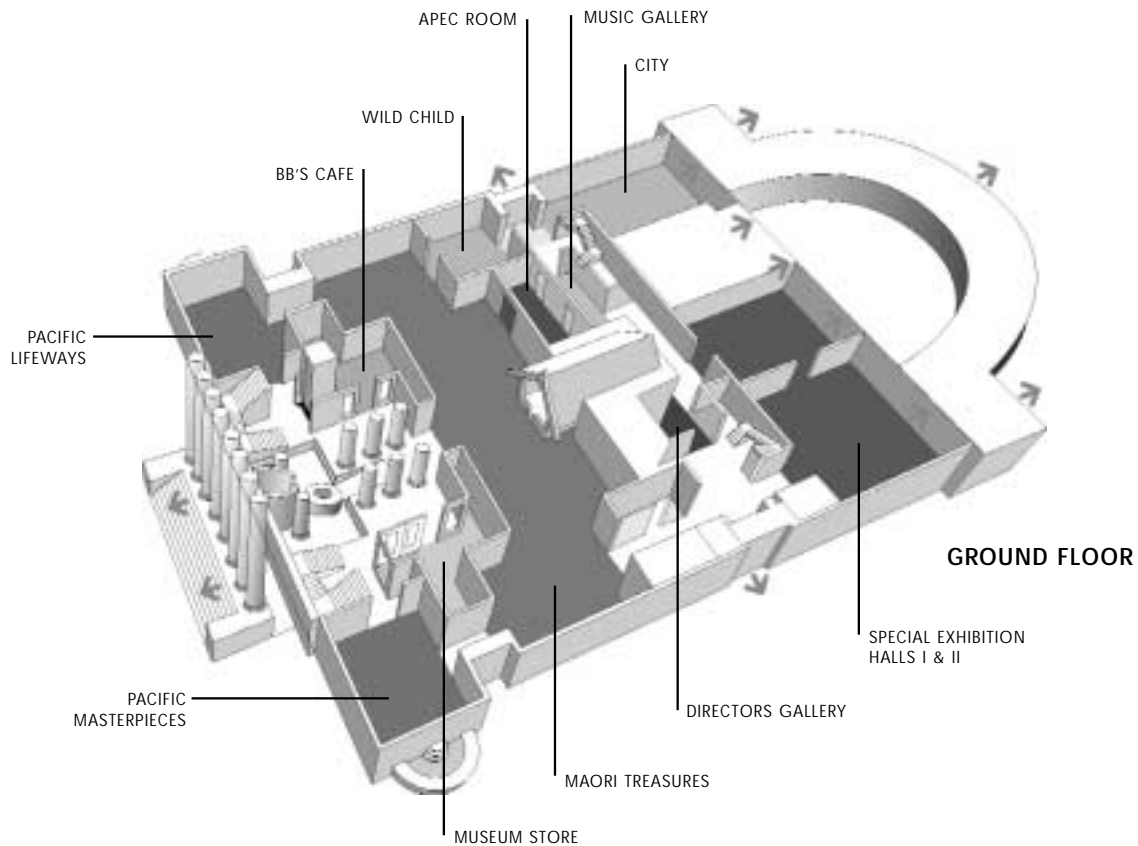 APEC ROOM
MUSIC GALLERY
CITY
WILD CHILD
BB'S CAFE
PACIFIC
LIFEWAYS
GROUND FLOOR
SPECIAL EXHIBITION
HALLS I & II
PACIFIC
MASTERPIECES
DIRECTORS GALLERY
MAORI TREASURES
MUSEUM STORE